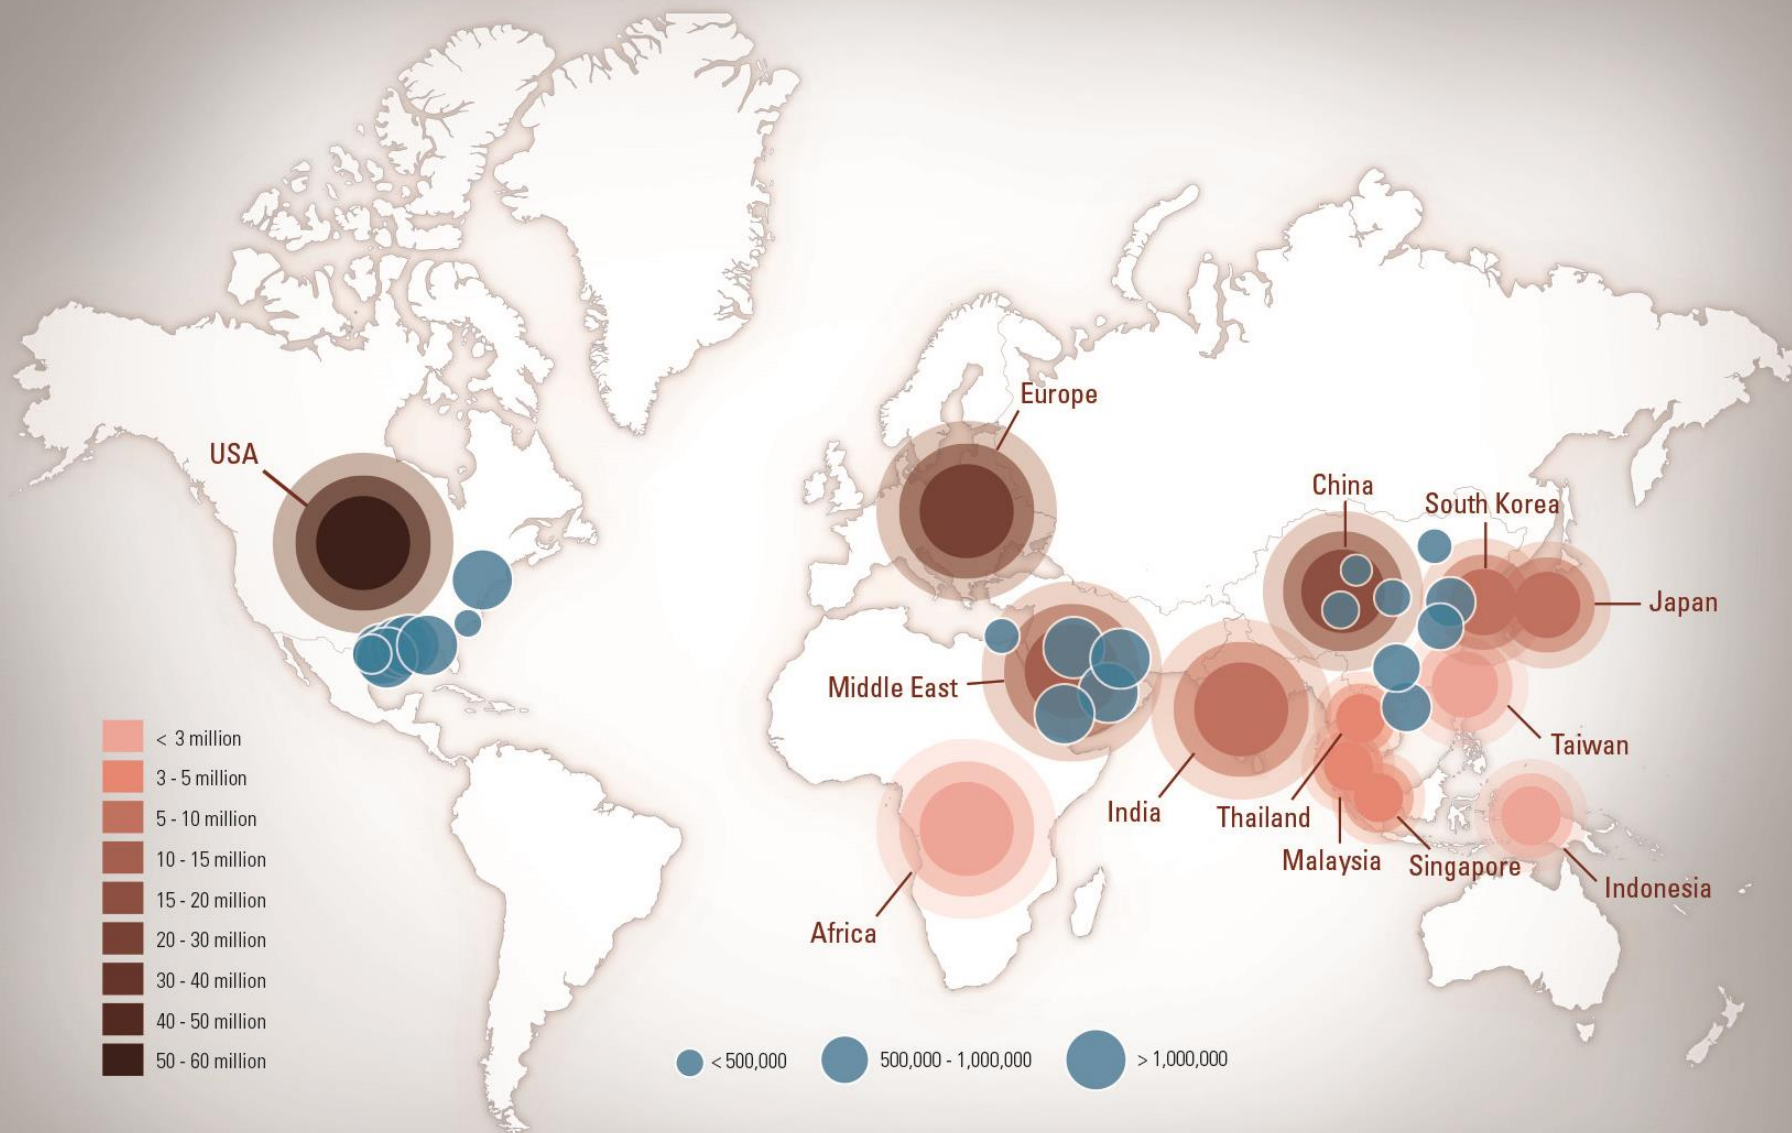 Europe
USA
China
South Korea
Japan
Middle East
Taiwan
India
Thailand
Malaysia
Singapore
Indonesia
Africa
< 3 million
3 - 5 million
5 - 10 million
10 - 15 million
15 - 20 million
20 - 30 million
30 - 40 million
40 - 50 million
50 - 60 million
< 500,000
500,000 - 1,000,000
> 1,000,000